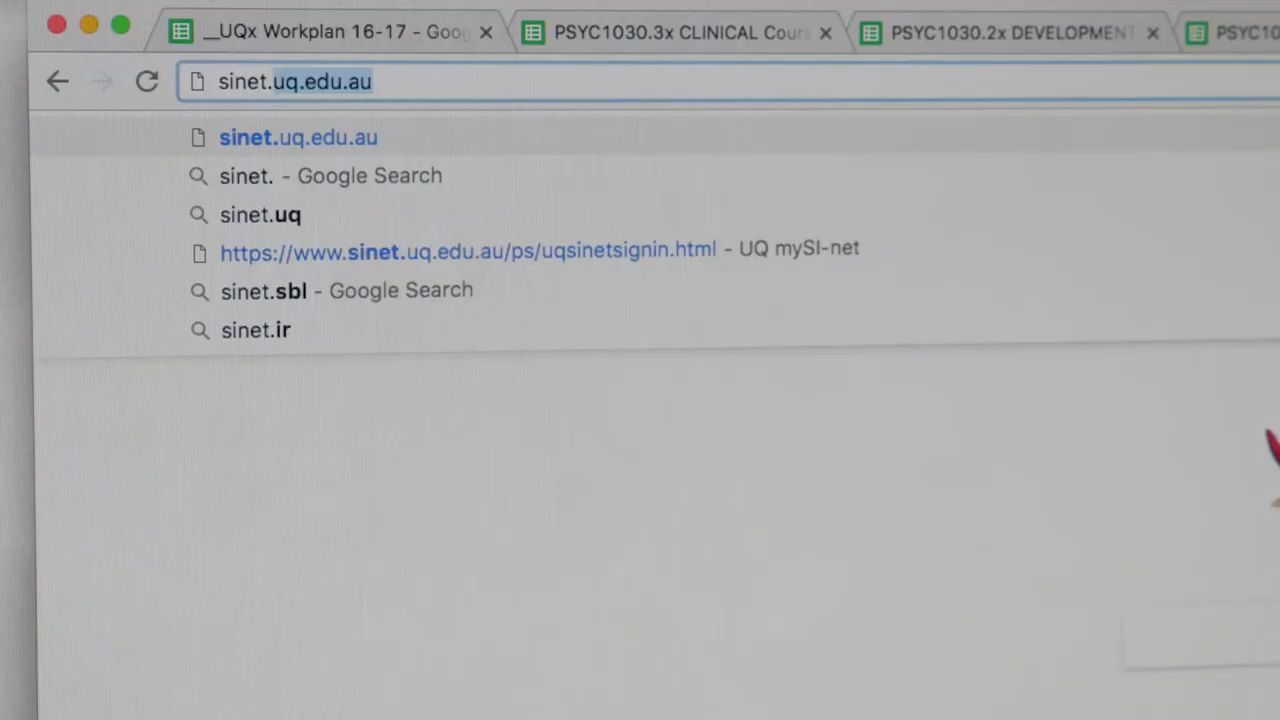 __UQx Workplan 16-17 - Goog
PSYC1030.3x CLINICAL Cour
PSYC1030.2x DEVELOPMENT
PSYC10
sinet.uq.edu.au
sinet.uq.edu.au
sinet. - Google Search
sinet.uq
https://www.sinet.uq.edu.au/ps/uqsinetsignin.html - UQ mySI-net
sinet.sbl - Google Search
sinet.ir